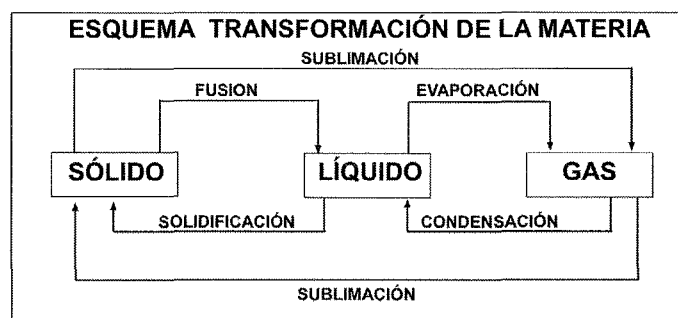 ESQUEMA TRANSFORMACIÓN DE LA MATERIA
SUBLIMACIÓN
FUSION
EVAPORACIÓN
SÓLIDO
LÍQUIDO
GAS
SOLIDIFICACIÓN
CONDENSACIÓN
SUBLIMACIÓN